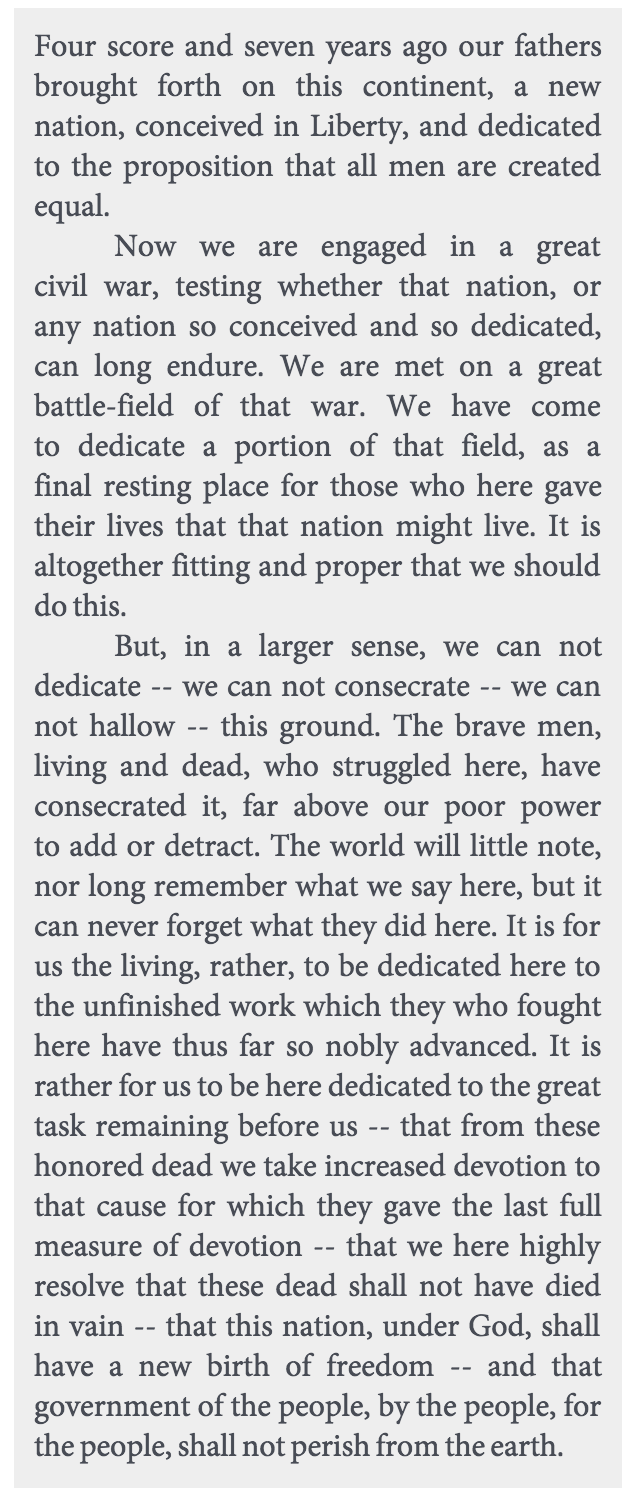 Four score and seven years ago our fathers
brought forth on this continent, a new
nation, conceived in Liberty, and dedicated
to the proposition that all men are created
equal.
Now we are engaged in a great
civil war, testing whether that nation, or
any nation so conceived and so dedicated,
can long endure. We are met on a great
battle-field of that war. We have come
to dedicate a portion of that field, as a
final resting place for those who here gave
their lives that that nation might live. It is
altogether fitting and proper that we should
do this.
But, in a larger sense, we can not
dedicate -- we can not consecrate -- we can
not hallow -- this ground. The brave men,
living and dead, who struggled here, have
consecrated it, far above our poor power
to add or detract. The world will little note,
nor long remember what we say here, but it
can never forget what they did here. It is for
us the living, rather, to be dedicated here to
the unfinished work which they who fought
here have thus far so nobly advanced. It is
rather for us to be here dedicated to the great
task remaining before us -- that from these
honored dead we take increased devotion to
that cause for which they gave the last full
measure of devotion -- that we here highly
resolve that these dead shall not have died
in vain -- that this nation, under God, shall
have a new birth of freedom -- and that
government of the people, by the people, for
the people, shall not perish from the earth.